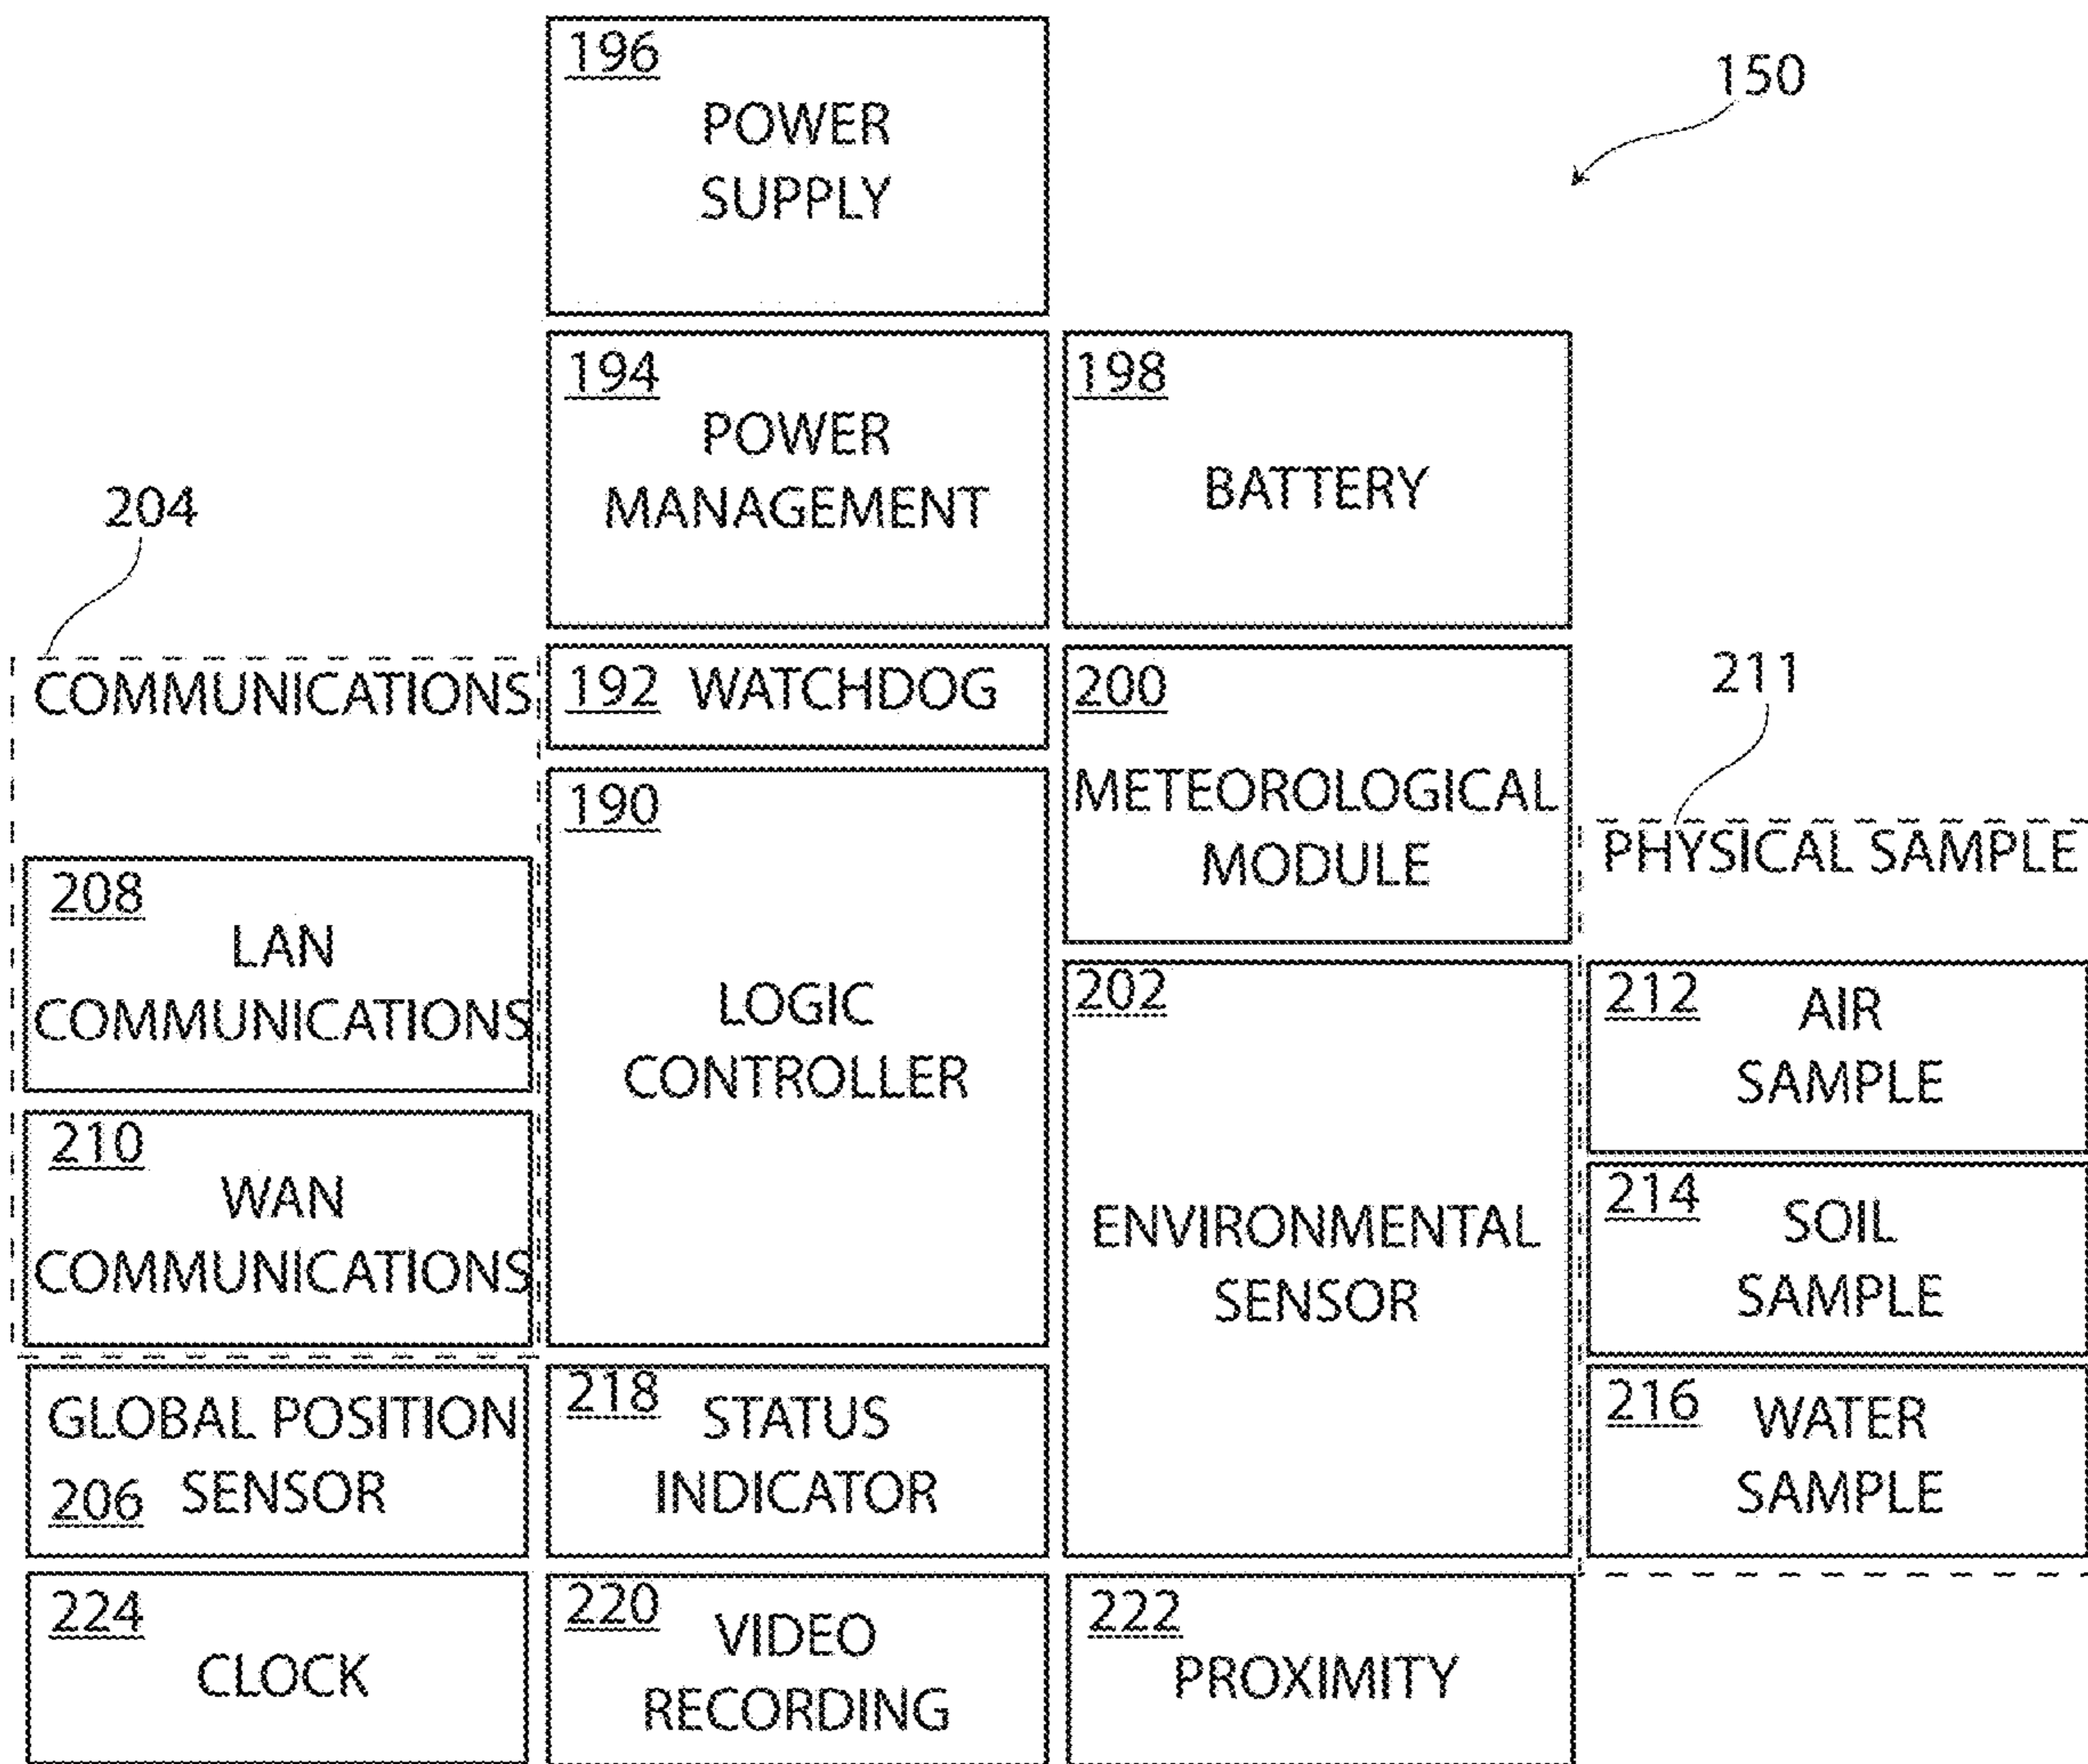 196
POWER
SUPPLY
150
194
POWER
MANAGEMENT
198
BATTERY
204
COMMUNICATIONS
192 WATCHDOG
200
METEOROLOGICAL
MODULE
211
PHYSICAL SAMPLE
190
LOGIC
CONTROLLER
208
LAN
COMMUNICATIONS
210
WAN
COMMUNICATIONS
202
ENVIRONMENTAL
SENSOR
212 AIR
SAMPLE
214 SOIL
SAMPLE
216 WATER
SAMPLE
GLOBAL POSITION
206 SENSOR
218 STATUS
INDICATOR
224
CLOCK
220 VIDEO
RECORDING
222
PROXIMITY